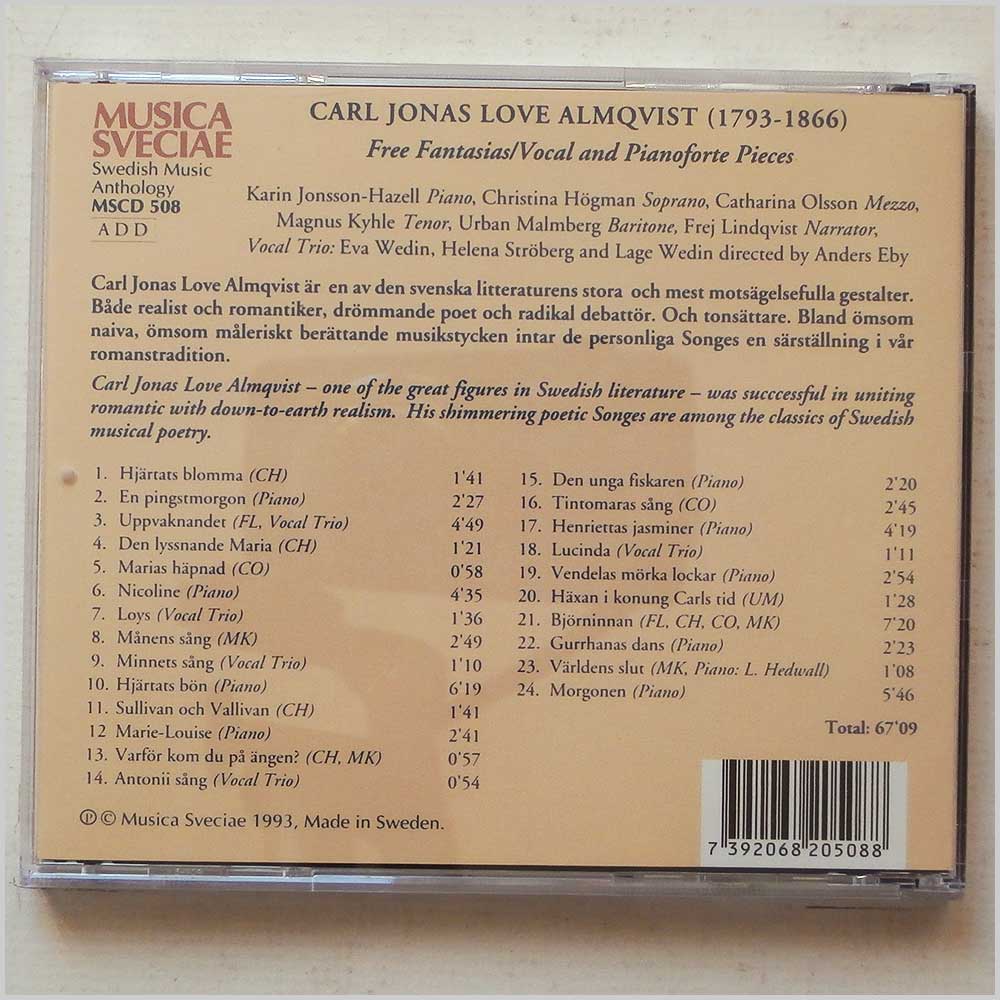 MUSICA
SVECIAE
Swedish Music
Anthology
MSCD 508
ADD
CARL JONAS LOVE ALMQVIST (1793-1866)
Free Fantasias/Vocal and Pianoforte Pieces
Karin Jonsson-Hazell Piano, Christina Högman Soprano, Catharina Olsson Mezzo,
Magnus Kyhle Tenor, Urban Malmberg Baritone, Frej Lindqvist Narrator,
Vocal Trio: Eva Wedin, Helena Ströberg and Lage Wedin directed by Anders Eby
Carl Jonas Love Almqvist är en av den svenska litteraturens stora och mest motsägelsefulla gestalter.
Både realist och romantiker, drömmande poet och radikal debattör. Och tonsättare. Bland ömsom
naiva, ömsom måleriskt berättande musikstycken intar de personliga Songes en särställning i vår
romanstradition.
Carl Jonas Love Almqvist – one of the great figures in Swedish literature – was succcessful in uniting
romantic with down-to-earth realism. His shimmering poetic Songes are among the classics of Swedish
musical poetry.
1. Hjärtats blomma (CH) 1'41
2. En pingstmorgon (Piano) 2'27
3. Uppvaknandet (FL, Vocal Trio) 4'49
4. Den lyssnande Maria (CH) 1'21
5. Marias häpnad (CO) 0'58
6. Nicoline (Piano) 4'35
7. Loys (Vocal Trio) 1'36
8. Månens sång (MK) 2'49
9. Minnets sång (Vocal Trio) 1'10
10. Hjärtats bön (Piano) 6'19
11. Sullivan och Vallivan (CH) 1'41
12 Marie-Louise (Piano) 2'41
13. Varför kom du på ängen? (CH, MK) 0'57
14. Antonii sång (Vocal Trio) 0'54
15. Den unga fiskaren (Piano) 2'20
16. Tintomaras sång (CO) 2'45
17. Henriettas jasminer (Piano) 4'19
18. Lucinda (Vocal Trio) 1'11
19. Vendelas mörka lockar (Piano) 2'54
20. Häxan i konung Carls tid (UM) 1'28
21. Björninnan (FL, CH, CO, MK) 7'20
22. Gurrhanas dans (Piano) 2'23
23. Världens slut (MK, Piano: L. Hedwall) 1'08
24. Morgonen (Piano) 5'46
Total: 67'09
℗ © Musica Sveciae 1993, Made in Sweden.
7 392068 205088